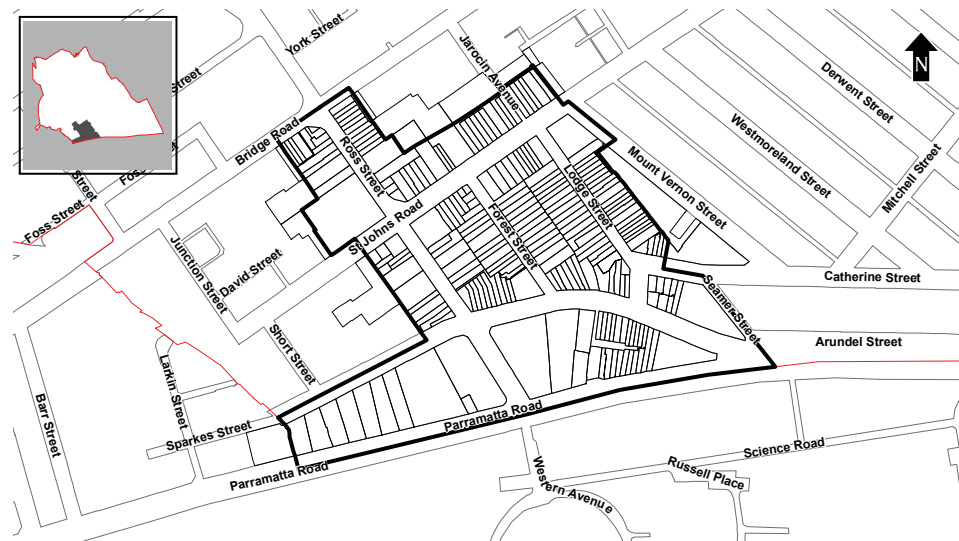 York Street
Jarocin Avenue
N
Derwent Street
Street
Bridge Road
Westmoreland Street
Ross Street
Mount Vernon Street
Mitchell Street
Lodge Street
Street
Foss Street
St Johns Road
Forest Street
Junction Street
David Street
Catherine Street
Seamer Street
Short Street
Arundel Street
Larkin Street
Barr Street
Sparkes Street
Parramatta Road
Parramatta Road
Science Road
Russell Place
Western Avenue